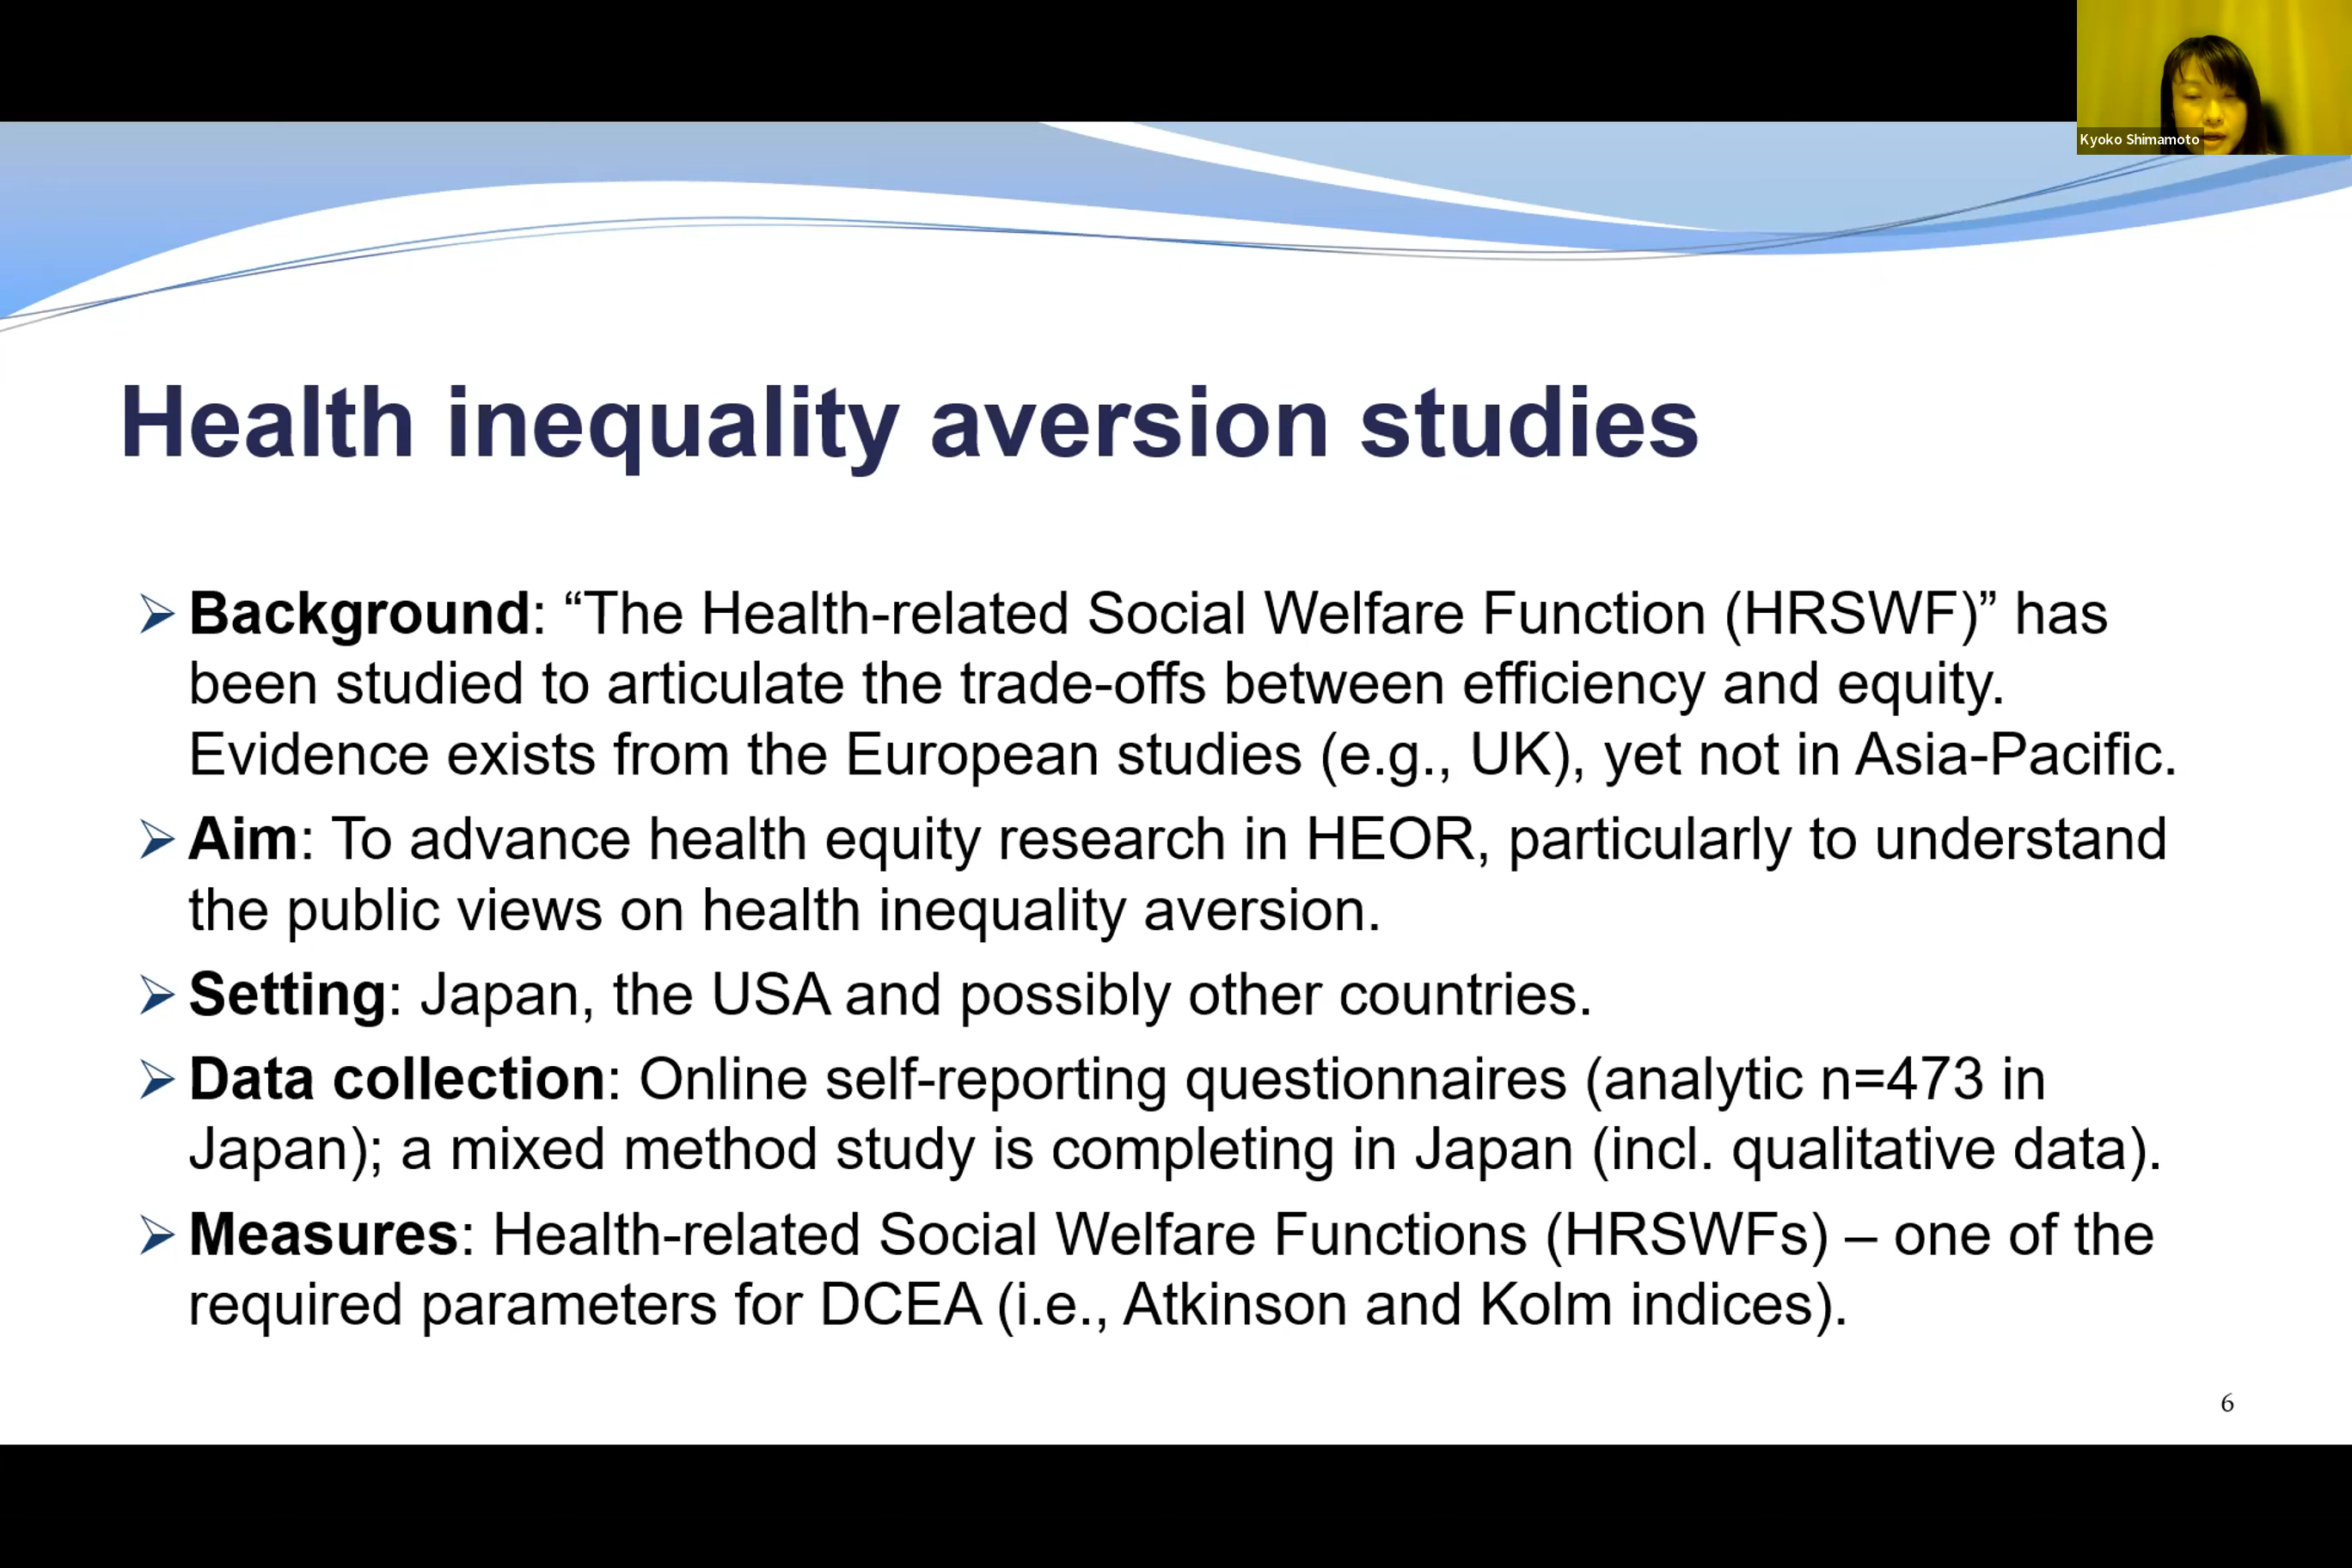 Kyoko Shimamoto
Health inequality aversion studies
Background: “The Health-related Social Welfare Function (HRSWF)” has
been studied to articulate the trade-offs between efficiency and equity.
Evidence exists from the European studies (e.g., UK), yet not in Asia-Pacific.
Aim: To advance health equity research in HEOR, particularly to understand
the public views on health inequality aversion.
Setting: Japan, the USA and possibly other countries.
Data collection: Online self-reporting questionnaires (analytic n=473 in
Japan); a mixed method study is completing in Japan (incl. qualitative data).
Measures: Health-related Social Welfare Functions (HRSWFs) – one of the
required parameters for DCEA (i.e., Atkinson and Kolm indices).
6